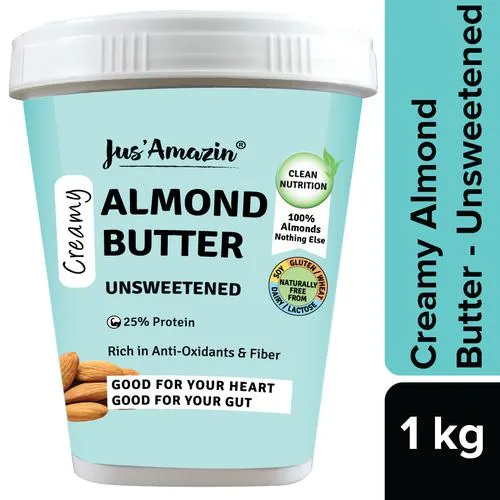 Jus'Amazin®
Creamy
ALMOND
BUTTER
UNSWEETENED
25% Protein
Rich in Anti-Oxidants & Fiber
GOOD FOR YOUR HEART
GOOD FOR YOUR GUT
CLEAN
NUTRITION
100%
Almonds
Nothing Else
SOY GLUTEN/WHEAT
NATURALLY
FREE
FROM
DAIRY/LACTOSE
Creamy Almond
Butter - Unsweetened
1 kg